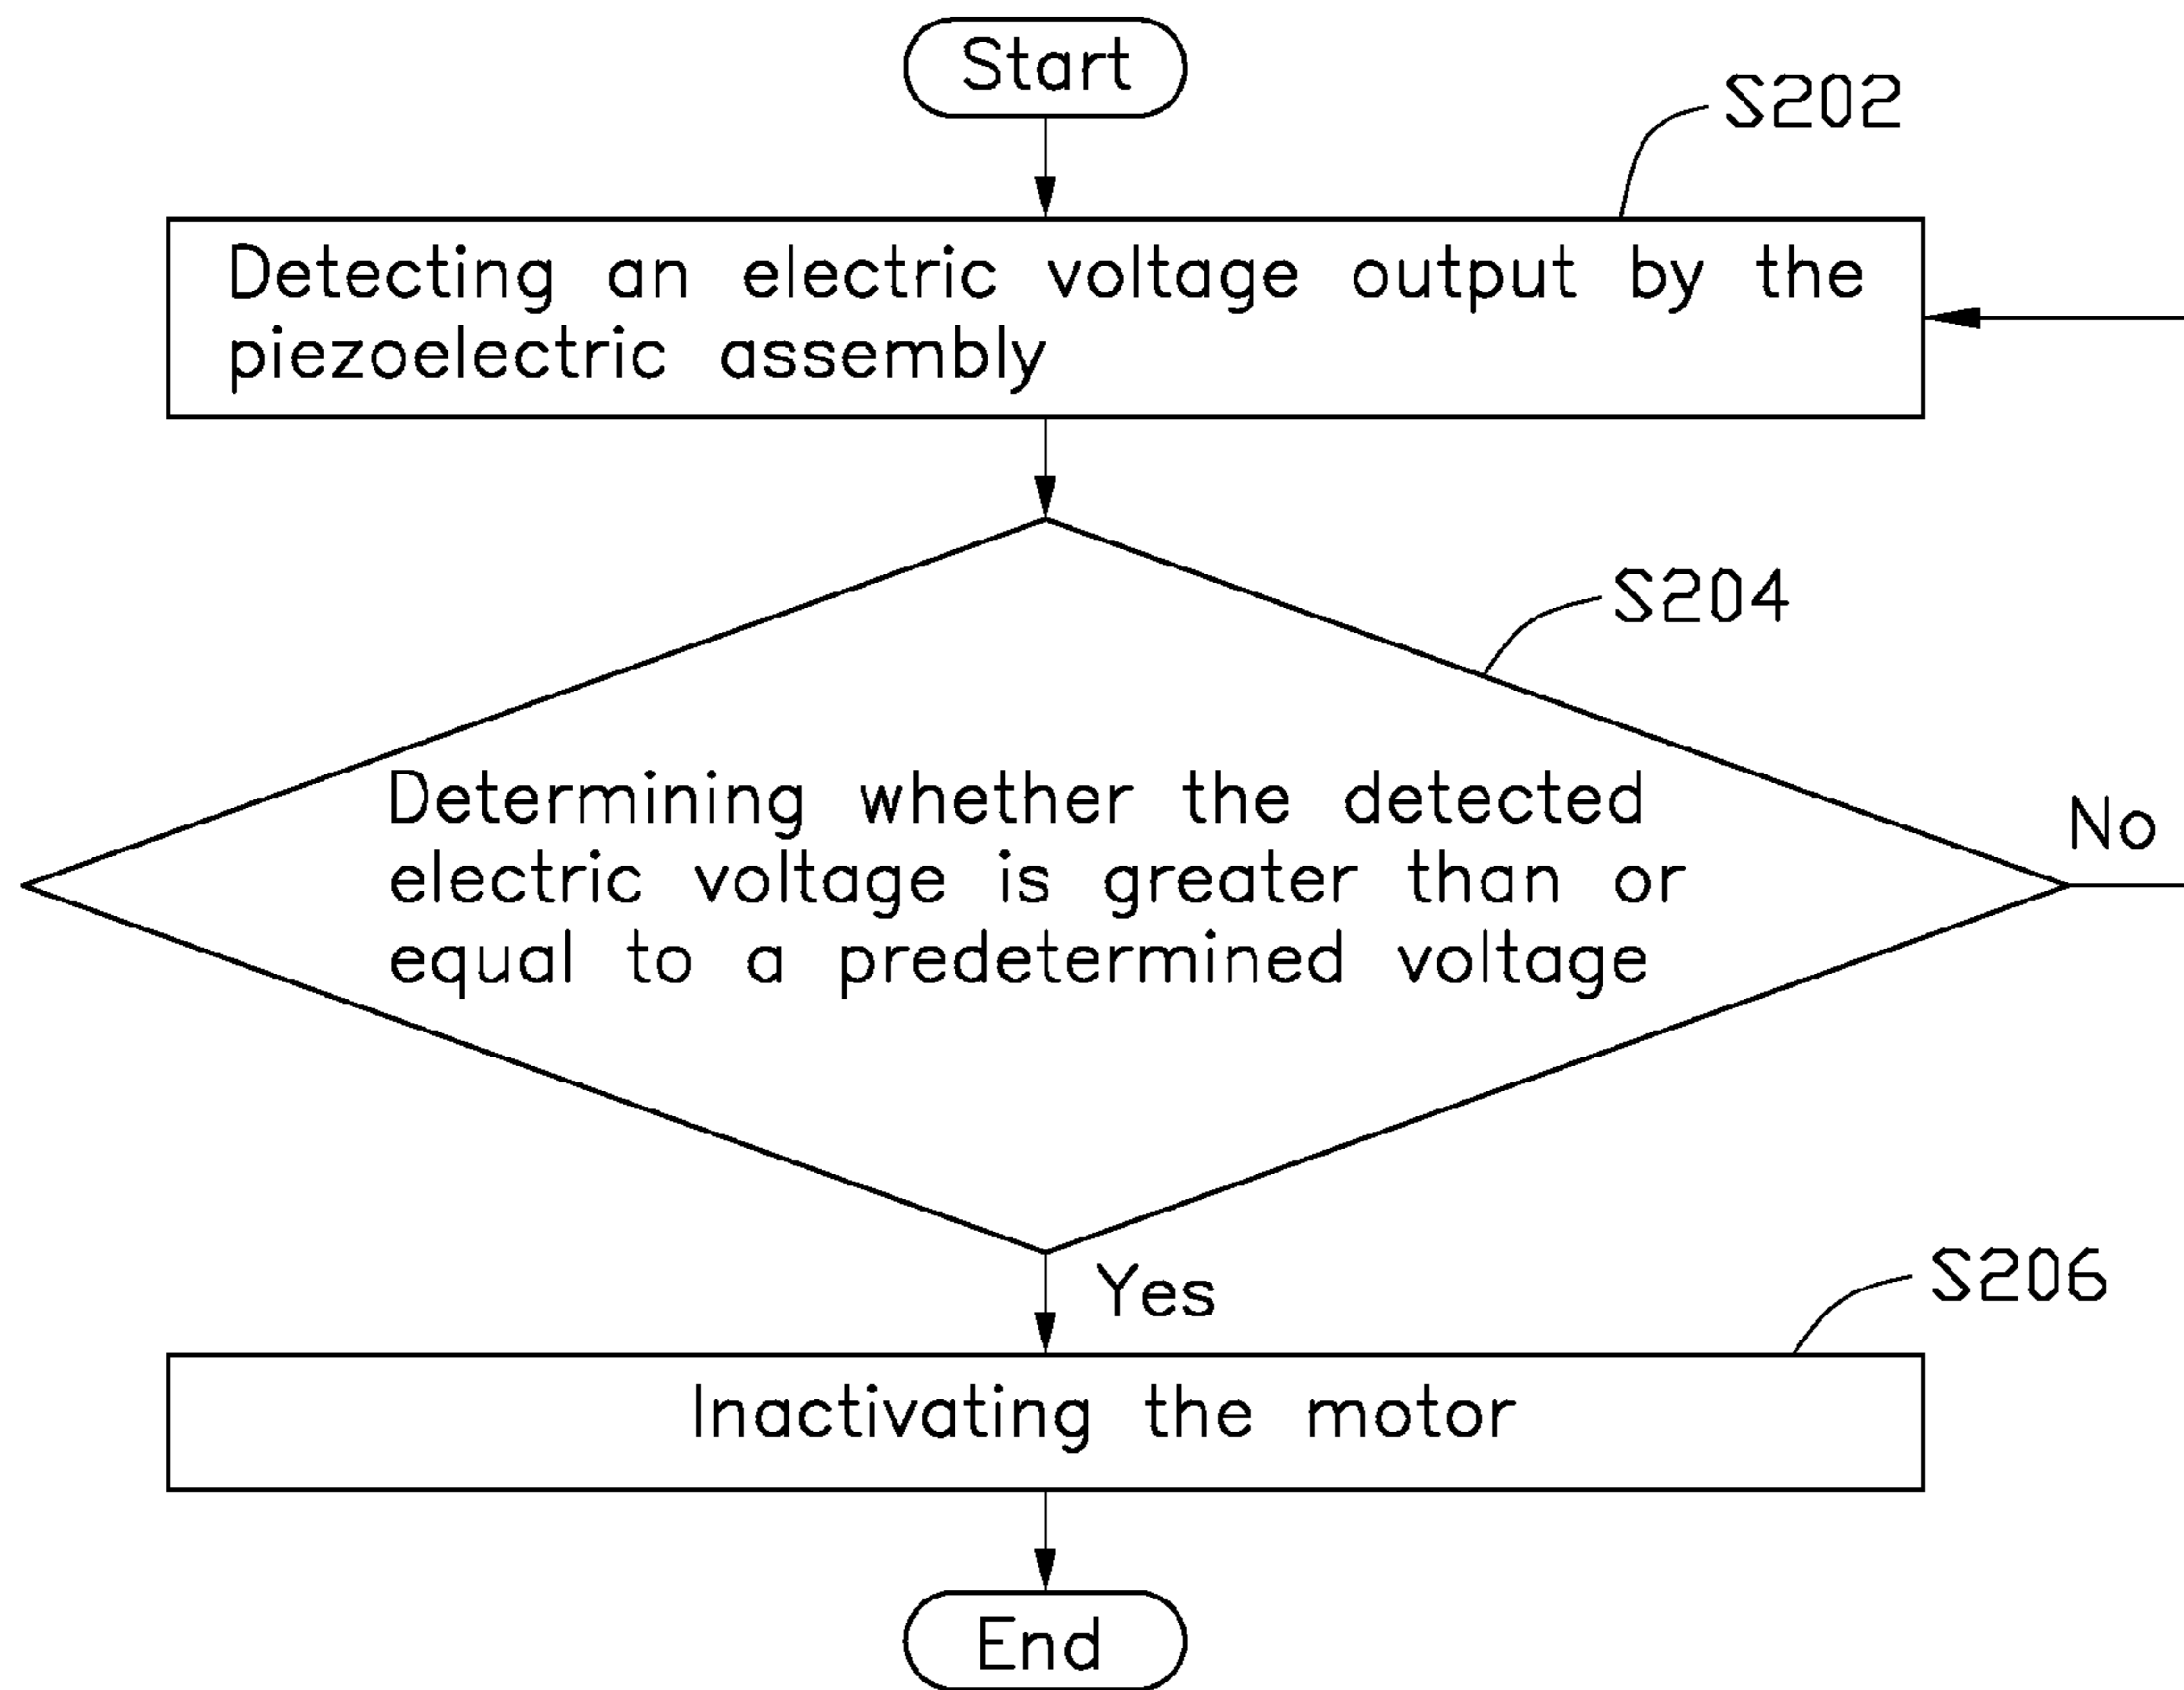 Start
S202
Detecting an electric voltage output by the
piezoelectric assembly
S204
Determining whether the detected
electric voltage is greater than or
equal to a predetermined voltage
No
Yes
S206
Inactivating the motor
End